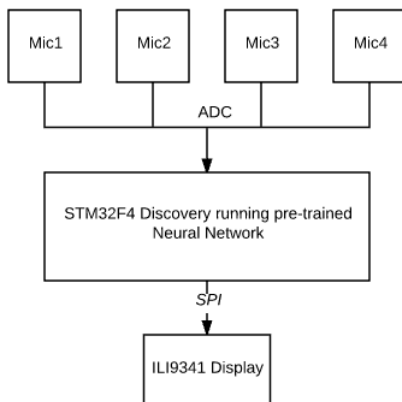 Mic1 Mic2 Mic3 Mic4
ADC
STM32F4 Discovery running pre-trained
Neural Network
SPI
ILI9341 Display